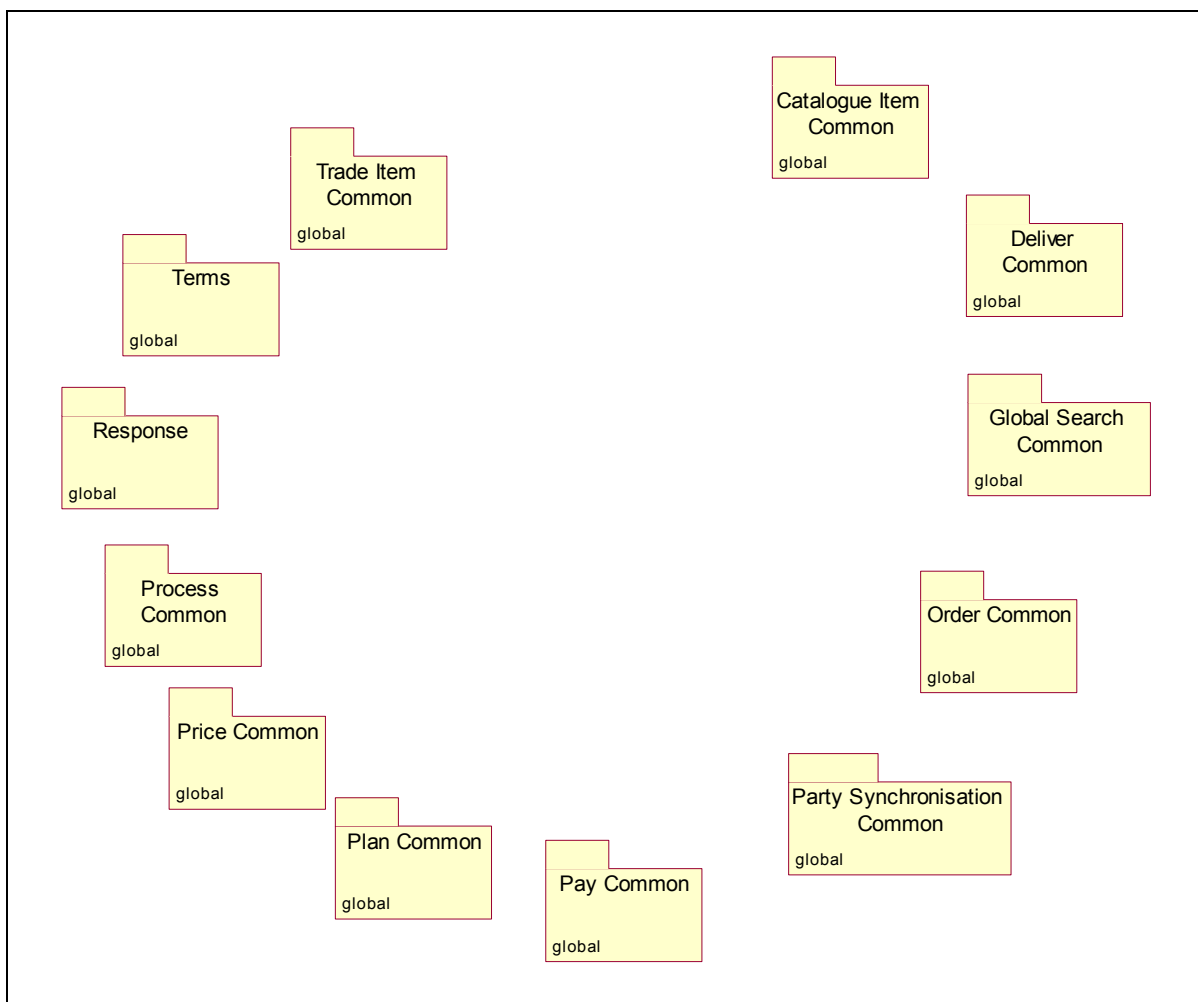 Catalogue Item
Common
global
Trade Item
Common
global
Deliver
Common
global
Terms
global
Global Search
Common
global
Response
global
Process
Common
global
Order Common
global
Price Common
global
Party Synchronisation
Common
global
Plan Common
global
Pay Common
global